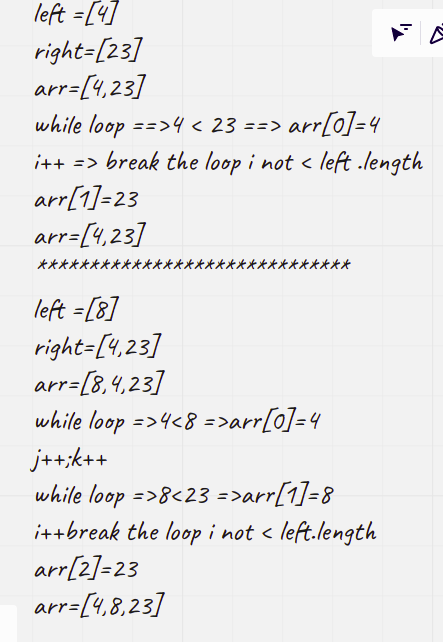 left =[4]
right=[23]
arr=[4,23]
while loop ==>4 < 23 ==> arr[0]=4
i++ => break the loop i not < left .length
arr[1]=23
arr=[4,23]
******************************
left =[8]
right=[4,23]
arr=[8,4,23]
while loop =>4<8 =>arr[0]=4
j++;k++
while loop =>8<23 =>arr[1]=8
i++break the loop i not < left.length
arr[2]=23
arr=[4,8,23]